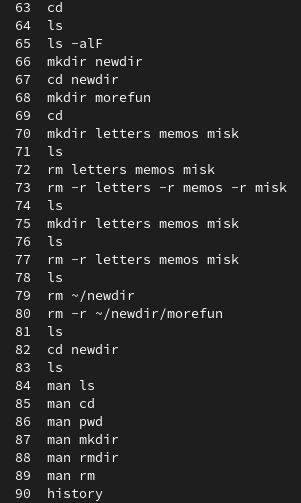 63 cd
64 ls
65 ls -alF
66 mkdir newdir
67 cd newdir
68 mkdir morefun
69 cd
70 mkdir letters memos misk
71 ls
72 rm letters memos misk
73 rm -r letters -r memos -r misk
74 ls
75 mkdir letters memos misk
76 ls
77 rm -r letters memos misk
78 ls
79 rm ~/newdir
80 rm -r ~/newdir/morefun
81 ls
82 cd newdir
83 ls
84 man ls
85 man cd
86 man pwd
87 man mkdir
88 man rmdir
89 man rm
90 history